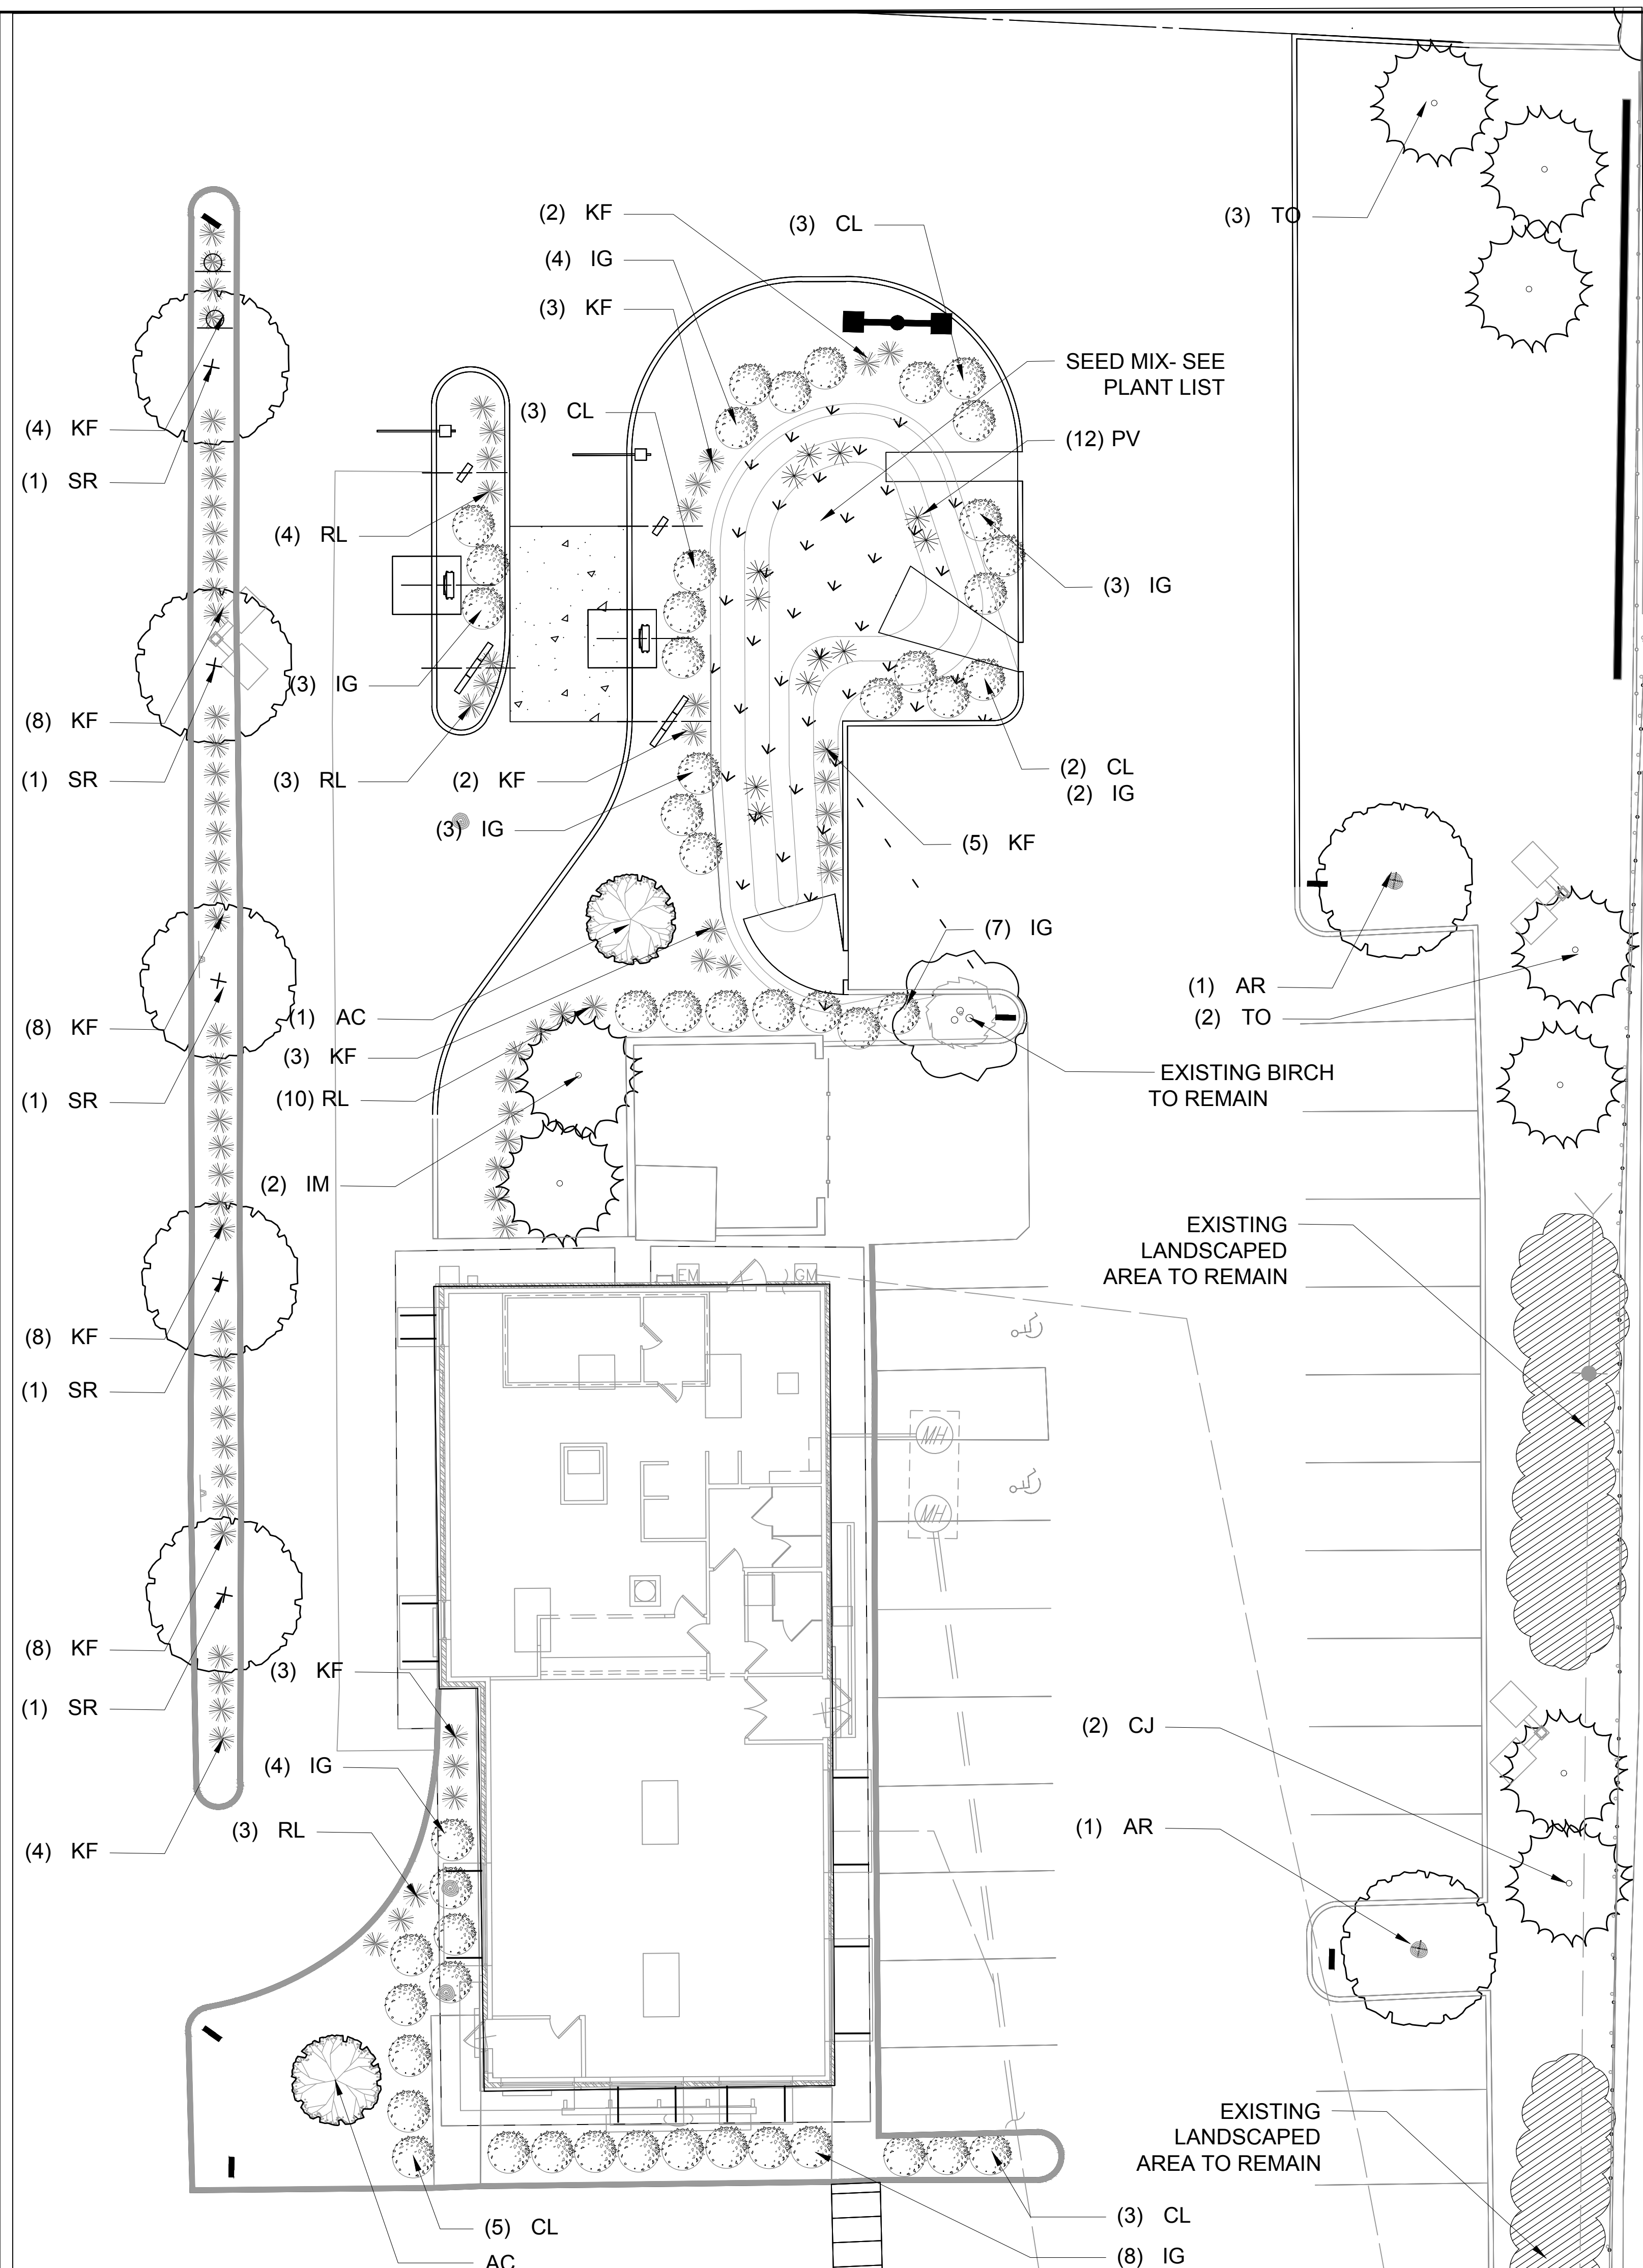 (2) KF
(3) CL
(3) TO
(4) IG
(3) KF
SEED MIX- SEE
PLANT LIST
(3) CL
(4) KF
(12) PV
(1) SR
(4) RL
(3) IG
(3) IG
(8) KF
(1) SR
(3) RL
(2) KF
(2) CL
(2) IG
(3) IG
(5) KF
(7) IG
(1) AR
(2) TO
(8) KF
(1) AC
(3) KF
(1) SR
(10) RL
EXISTING BIRCH
TO REMAIN
(2) IM
EXISTING
LANDSCAPED
AREA TO REMAIN
EM
GM
(8) KF
(1) SR
MH
MH
(8) KF
(3) KF
(1) SR
(2) CJ
(4) IG
(3) RL
(1) AR
(4) KF
EXISTING
LANDSCAPED
AREA TO REMAIN
(5) CL
(3) CL
AC
(8) IG